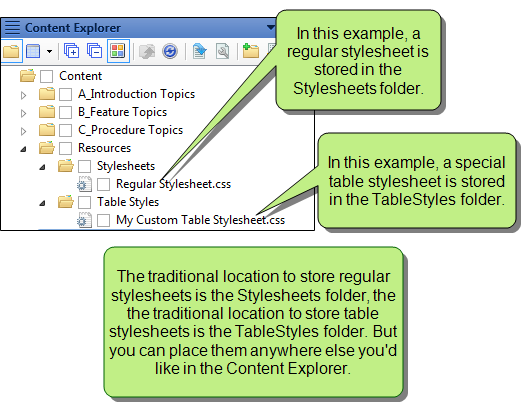 Content Explorer
Content
A_Introduction Topics
B_Feature Topics
C_Procedure Topics
Resources
Stylesheets
Regular Stylesheet.css
Table Styles
My Custom Table Stylesheet.css
In this example, a
regular stylesheet is
stored in the
Stylesheets folder.
In this example, a special
table stylesheet is stored
in the TableStyles folder.
The traditional location to store regular
stylesheets is the Stylesheets folder, the
the traditional location to store table
stylesheets is the TableStyles folder. But
you can place them anywhere else you'd
like in the Content Explorer.